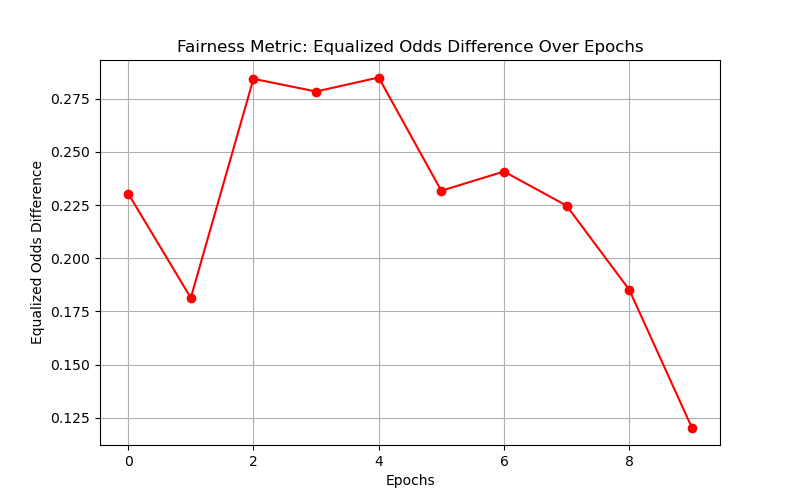 Fairness Metric: Equalized Odds Difference Over Epochs
Equalized Odds Difference
0.275
0.250
0.225
0.200
0.175
0.150
0.125
0 2 4 6 8
Epochs